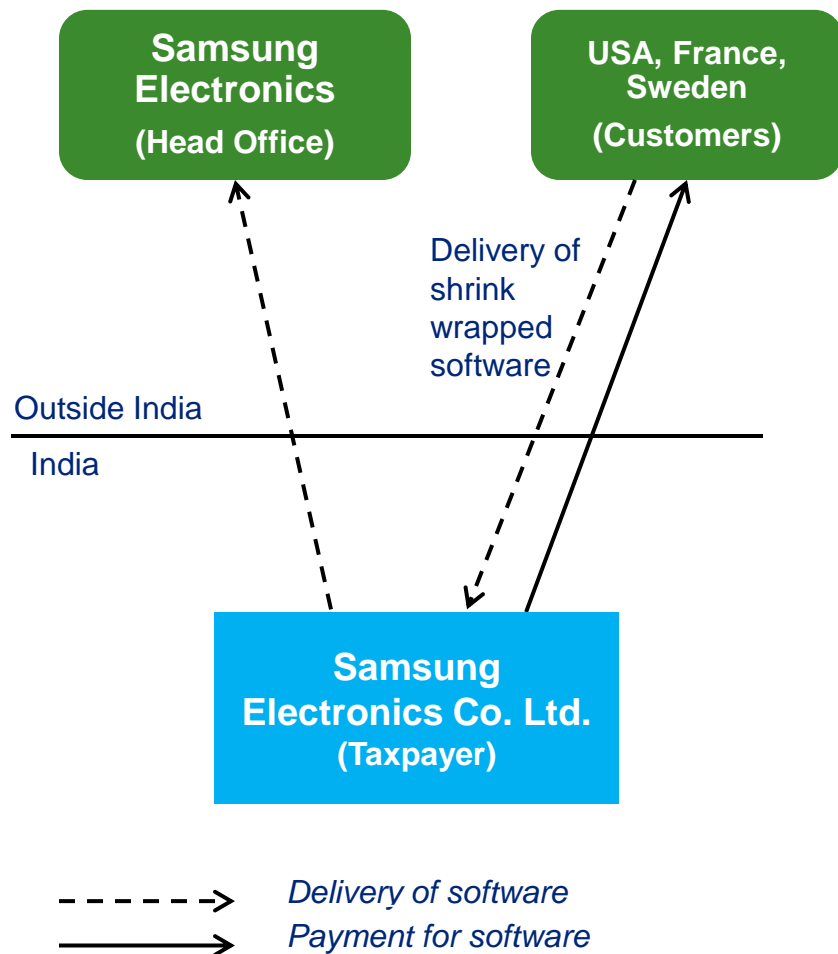 Samsung
Electronics
(Head Office)
USA, France,
Sweden
(Customers)
Delivery of
shrink
wrapped
software
Outside India
India
Samsung
Electronics Co. Ltd.
(Taxpayer)
Delivery of software
Payment for software